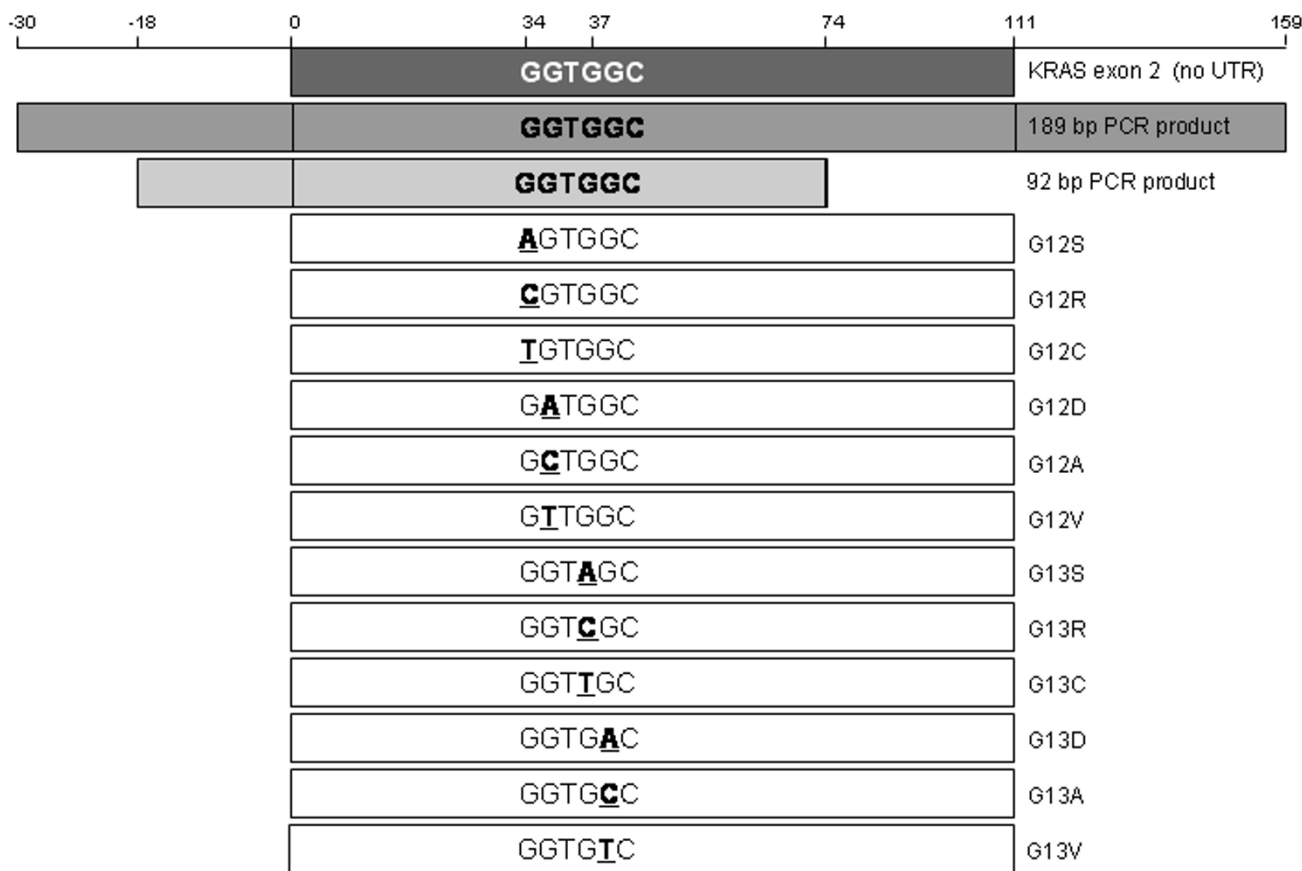 -30 -18 0 34 37 74 111 159
GGTGGC KRAS exon 2 (no UTR)
GGTGGC 189 bp PCR product
GGTGGC 92 bp PCR product
AGTGGC G12S
CGTGGC G12R
TGTGGC G12C
GATGGC G12D
GCTGGC G12A
GTTGGC G12V
GGTAGC G13S
GGTCGC G13R
GGTTGC G13C
GGTGAC G13D
GGTGCC G13A
GGTGTC G13V